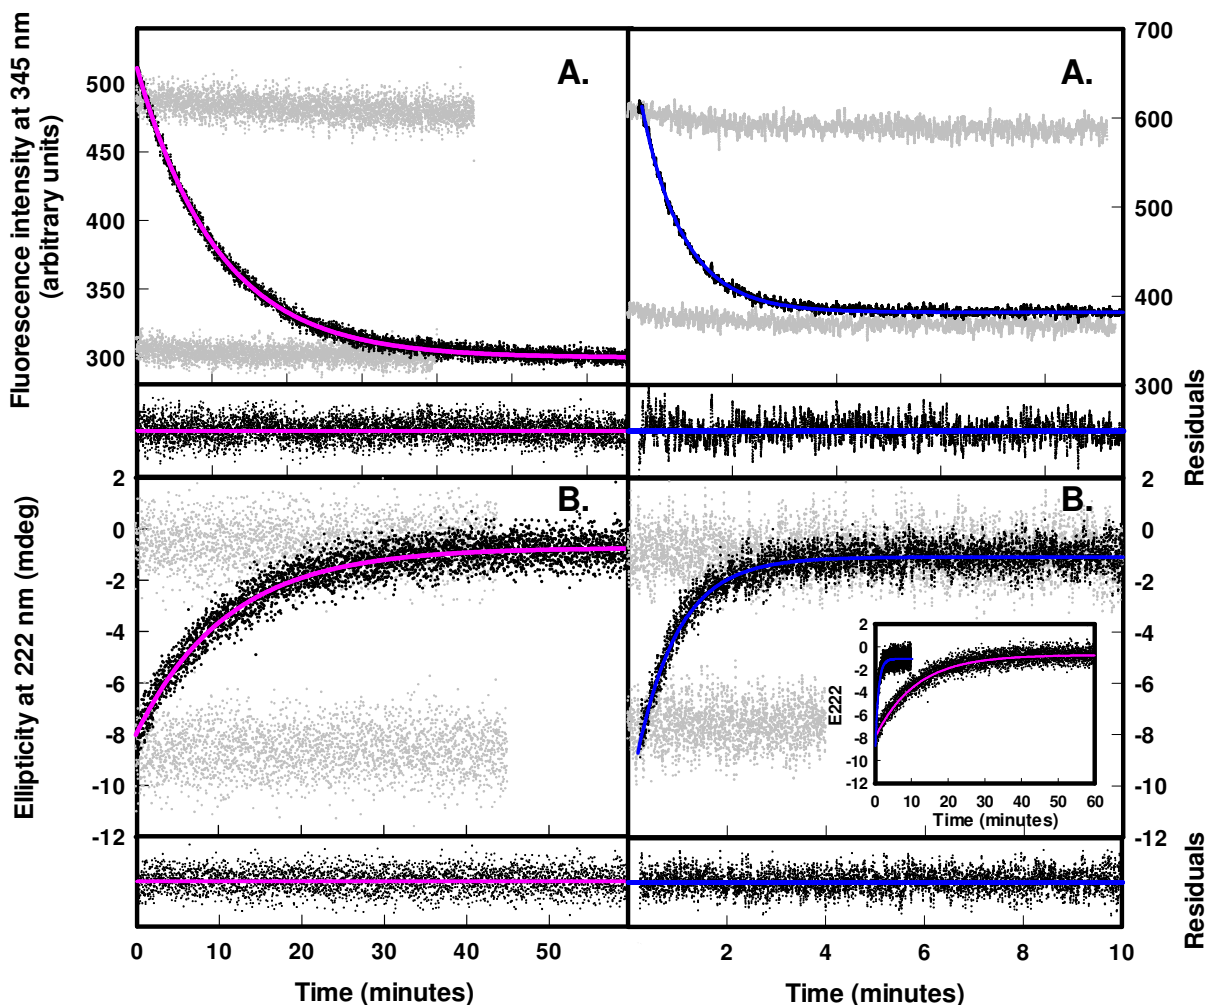 Fluorescence intensity at 345 nm
(arbitrary units)
500
450
400
350
300
A.
A.
700
600
500
400
300
Residuals
Ellipticity at 222 nm (mdeg)
2
0
-2
-4
-6
-8
-10
-12
B.
B.
2
0
-2
-4
-6
-8
-10
-12
E222
2
0
-2
-4
-6
-8
-10
-12
0 10 20 30 40 50 60
Time (minutes)
Residuals
0 10 20 30 40 50
2 4 6 8 10
Time (minutes)
Time (minutes)